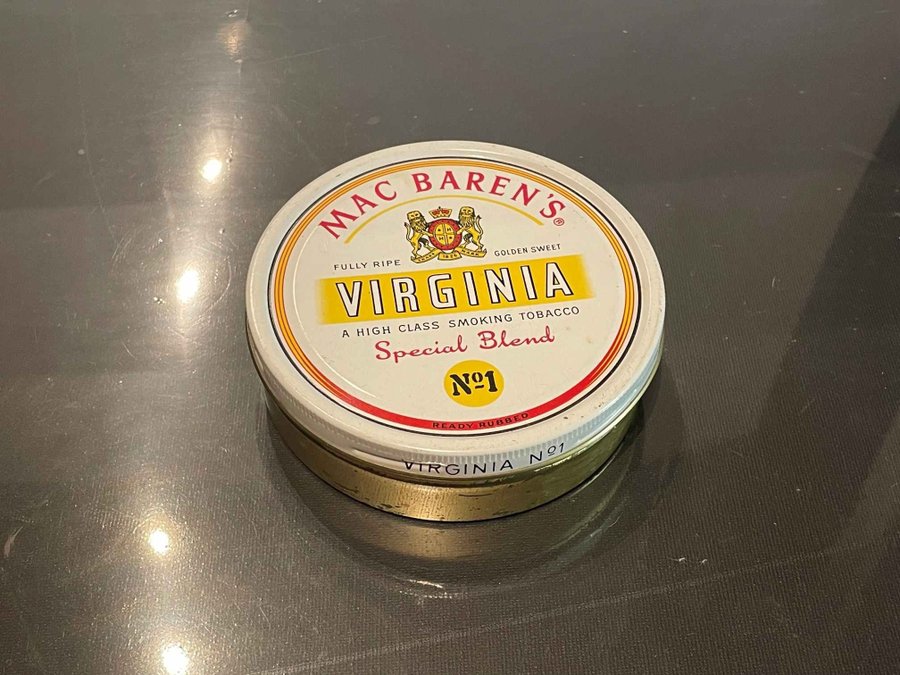 MAC BAREN'S®
FULLY RIPE GOLDEN SWEET
VIRGINIA
A HIGH CLASS SMOKING TOBACCO
Special Blend
Nº1
READY RUBBED
VIRGINIA Nº1